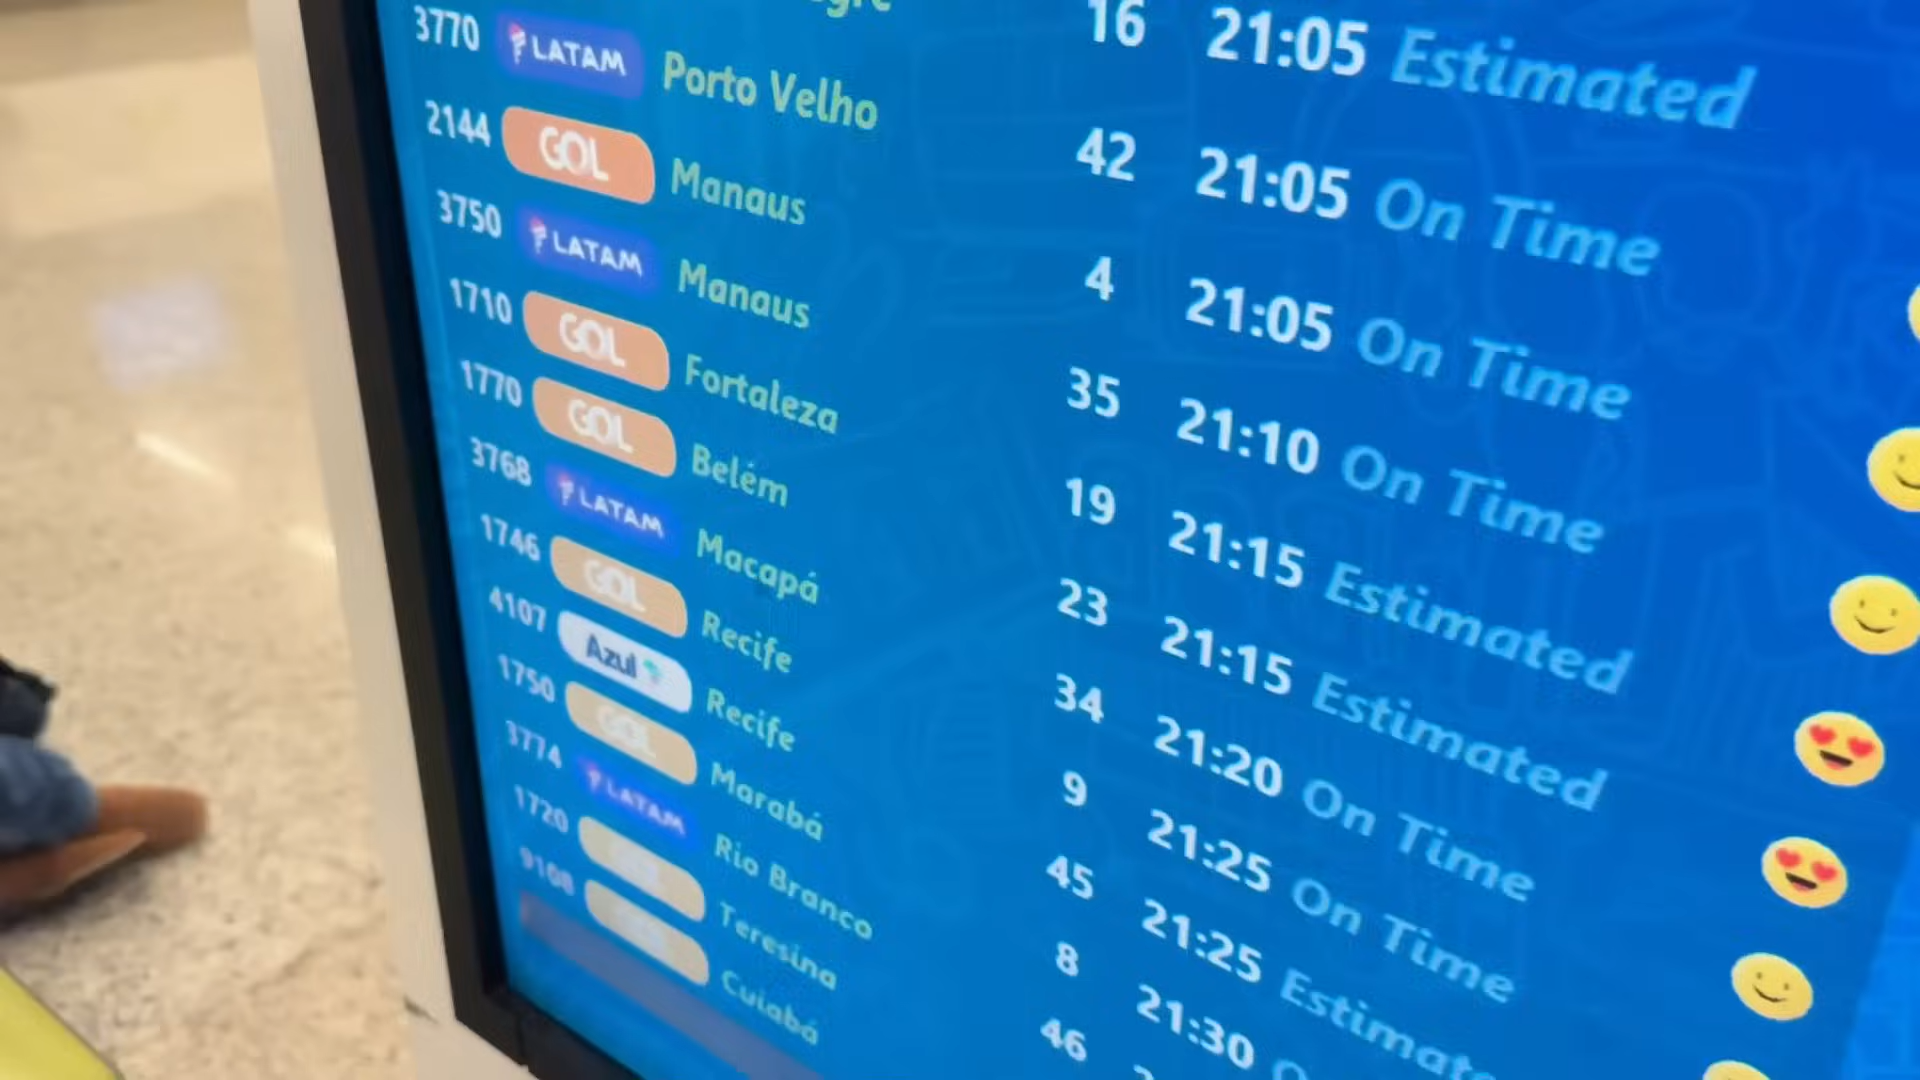 16 21:05 Estimated
3770 LATAM Porto Velho 42 21:05 On Time
2144 GOL Manaus 4 21:05 On Time
3750 LATAM Manaus 35 21:10 On Time
1710 GOL Fortaleza 19 21:15 Estimated
1770 GOL Belém 23 21:15 Estimated
3768 LATAM Macapá 34 21:20 On Time
1746 GOL Recife 9 21:25 On Time
4107 Azul Recife 45 21:25 Estimate
1750 GOL Marabá 8 21:30
3774 LATAM Rio Branco 46
1720 Teresina
9108 Cuiabá